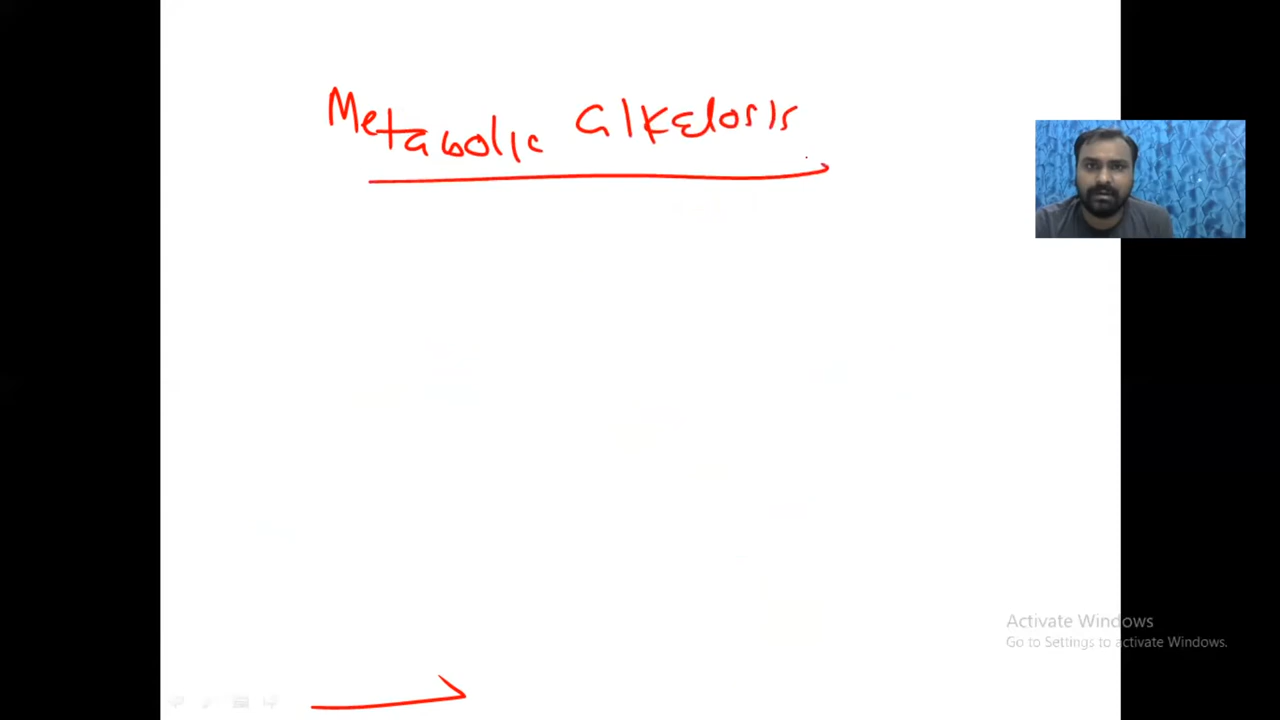 Metabolic Alkalosis
Activate Windows
Go to Settings to activate Windows.